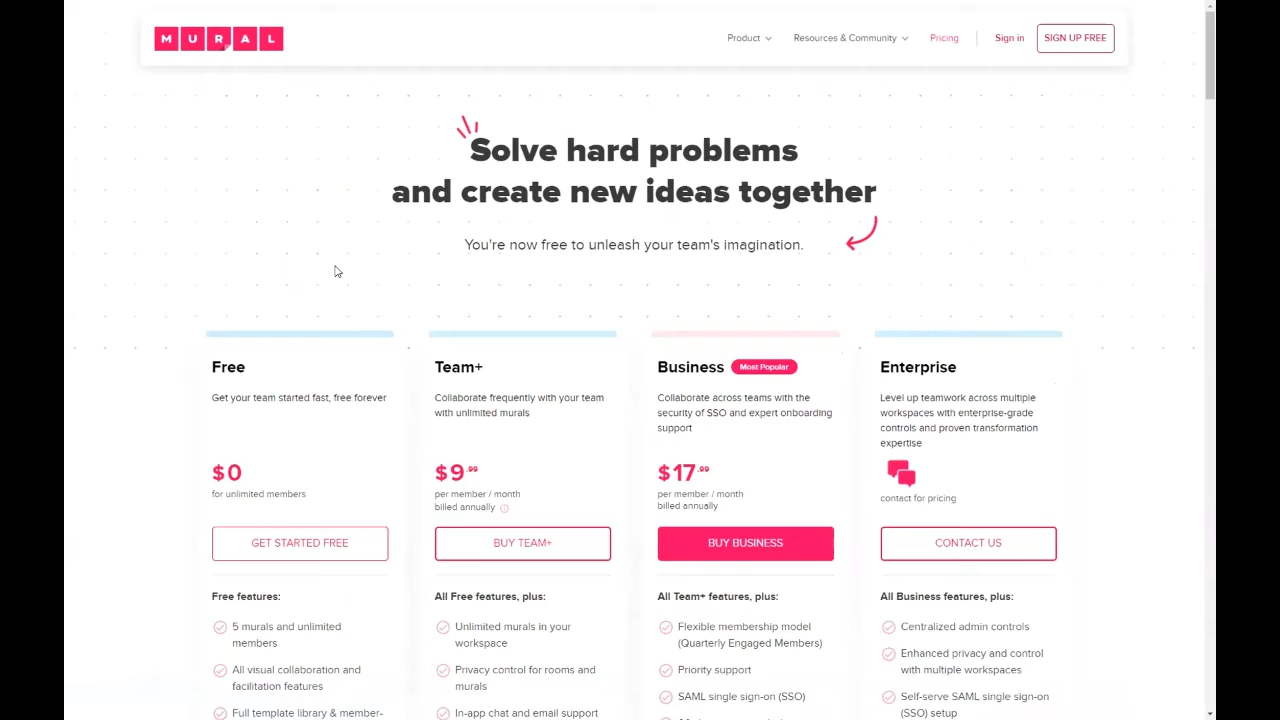 MURAL
Product
Resources & Community
Pricing
Sign in
SIGN UP FREE
Solve hard problems
and create new ideas together
You're now free to unleash your team's imagination.
Free
Get your team started fast, free forever
$0
for unlimited members
GET STARTED FREE
Free features:
5 murals and unlimited
members
All visual collaboration and
facilitation features
Full template library & member-
Team+
Collaborate frequently with your team
with unlimited murals
$9.99
per member / month
billed annually
BUY TEAM+
All Free features, plus:
Unlimited murals in your
workspace
Privacy control for rooms and
murals
In-app chat and email support
Business
Most Popular
Collaborate across teams with the
security of SSO and expert onboarding
support
$17.99
per member / month
billed annually
BUY BUSINESS
All Team+ features, plus:
Flexible membership model
(Quarterly Engaged Members)
Priority support
SAML single sign-on (SSO)
Enterprise
Level up teamwork across multiple
workspaces with enterprise-grade
controls and proven transformation
expertise
contact for pricing
CONTACT US
All Business features, plus:
Centralized admin controls
Enhanced privacy and control
with multiple workspaces
Self-serve SAML single sign-on
(SSO) setup